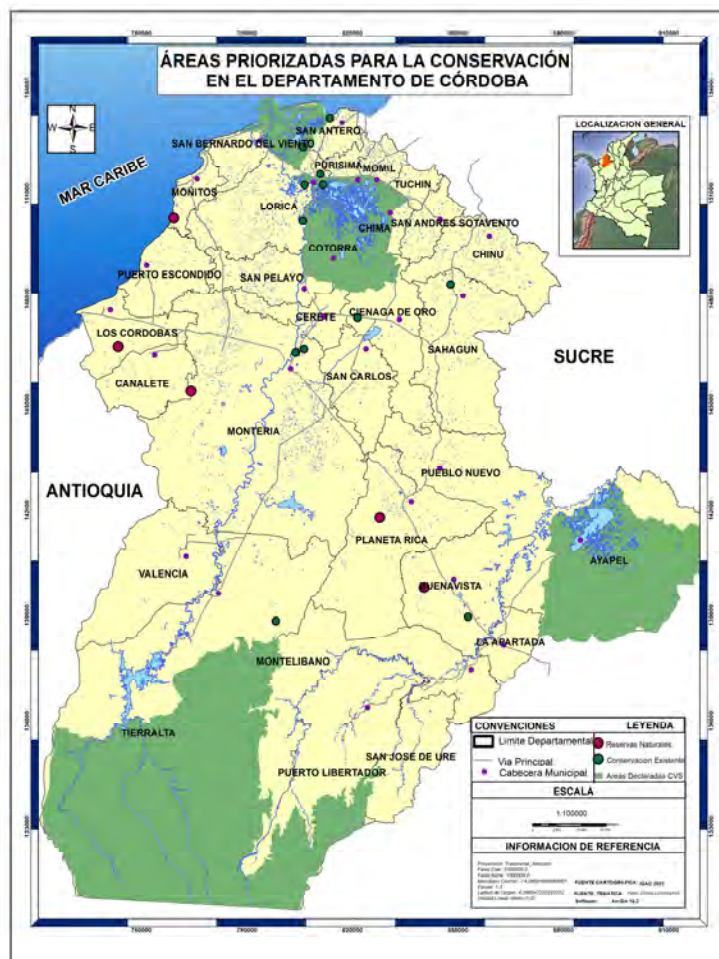 ÁREAS PRIORIZADAS PARA LA CONSERVACIÓN
EN EL DEPARTAMENTO DE CÓRDOBA
N
W E
S
LOCALIZACION GENERAL
MAR CARIBE
SAN ANTERO
SAN BERNARDO DEL VIENTO
PURISIMA
MOMIL
MOÑITOS
TUCHIN
LORICA
CHIMA
SAN ANDRES SOTAVENTO
COTORRA
CHINU
PUERTO ESCONDIDO
SAN PELAYO
CERETE
CIENAGA DE ORO
LOS CORDOBAS
SAHAGUN
SUCRE
CANALETE
SAN CARLOS
MONTERIA
ANTIOQUIA
PUEBLO NUEVO
PLANETA RICA
VALENCIA
AYAPEL
BUENAVISTA
LA APARTADA
MONTELIBANO
TIERRALTA
SAN JOSE DE URE
PUERTO LIBERTADOR
CONVENCIONES
Limite Departamental
Via Principal
Cabecera Municipal
LEYENDA
Reservas Naturales
Conservacion Existente
Areas Declaradas CVS
ESCALA
1:100000
INFORMACION DE REFERENCIA
FUENTE CARTOGRAFICA:
FUENTE TEMATICA